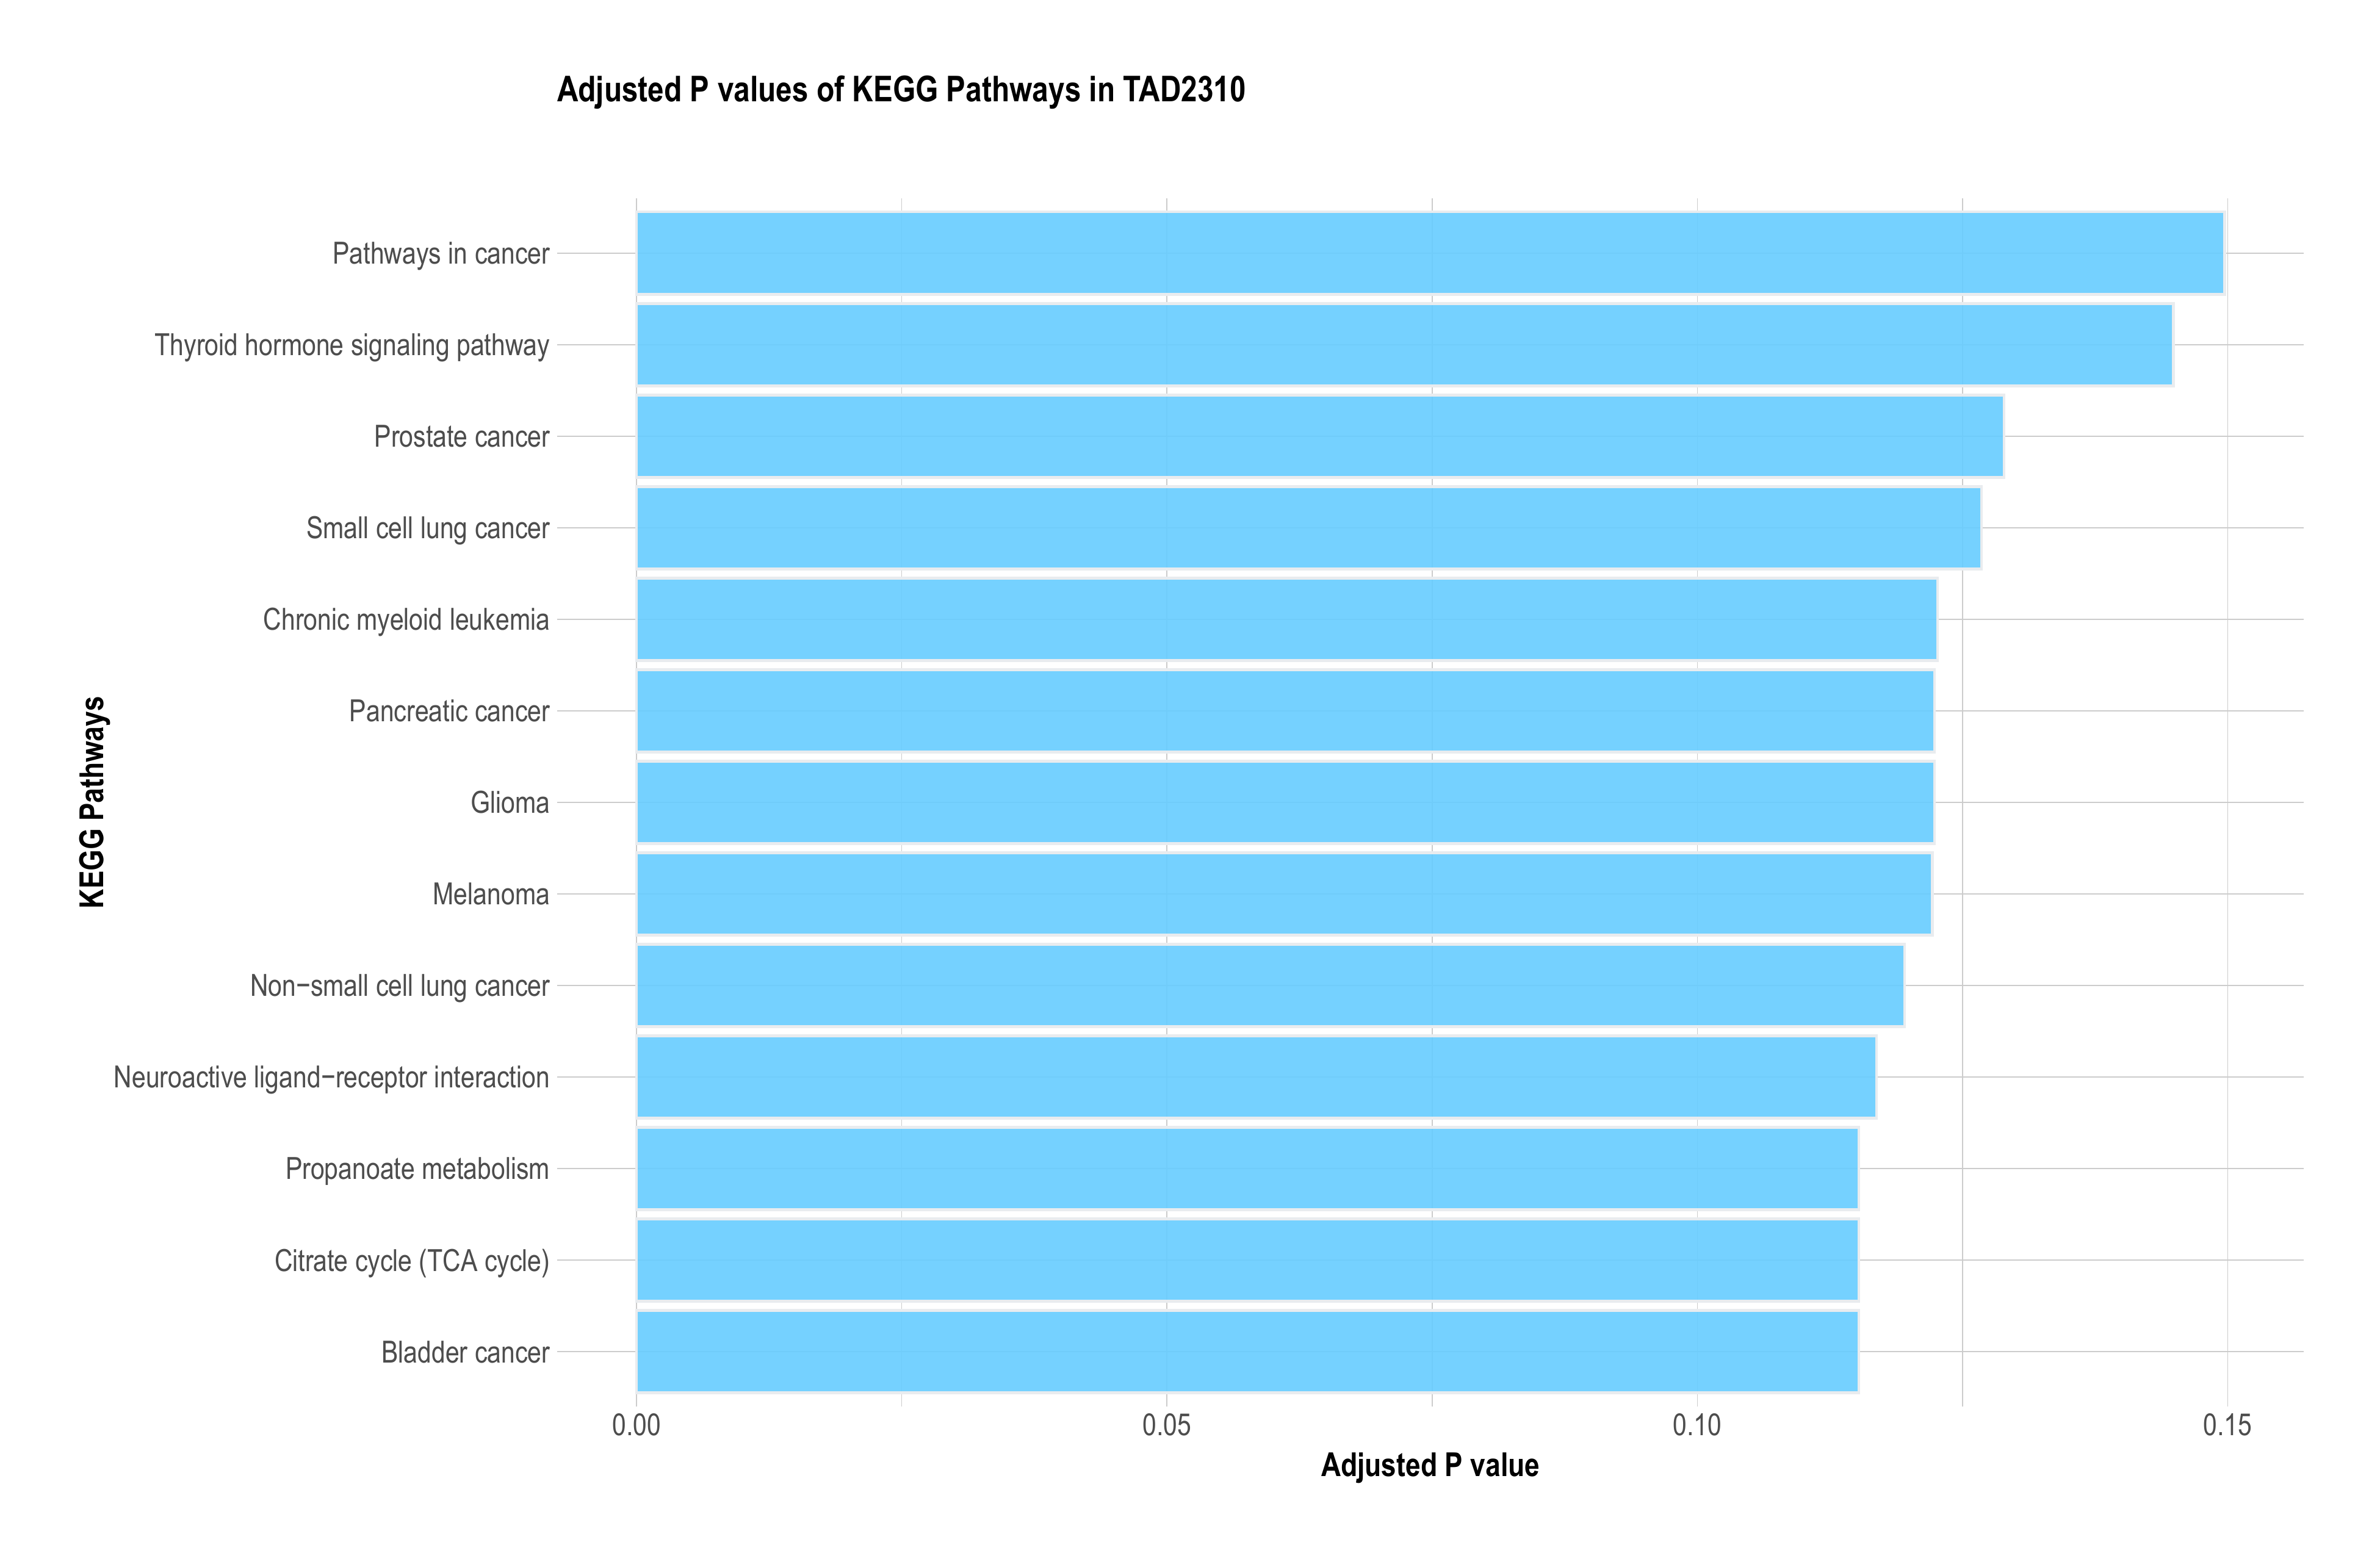 Adjusted P values of KEGG Pathways in TAD2310
Pathways in cancer
Thyroid hormone signaling pathway
Prostate cancer
Small cell lung cancer
Chronic myeloid leukemia
Pancreatic cancer
Glioma
Melanoma
Non−small cell lung cancer
Neuroactive ligand−receptor interaction
Propanoate metabolism
Citrate cycle (TCA cycle)
Bladder cancer
KEGG Pathways
0.00 0.05 0.10 0.15
Adjusted P value